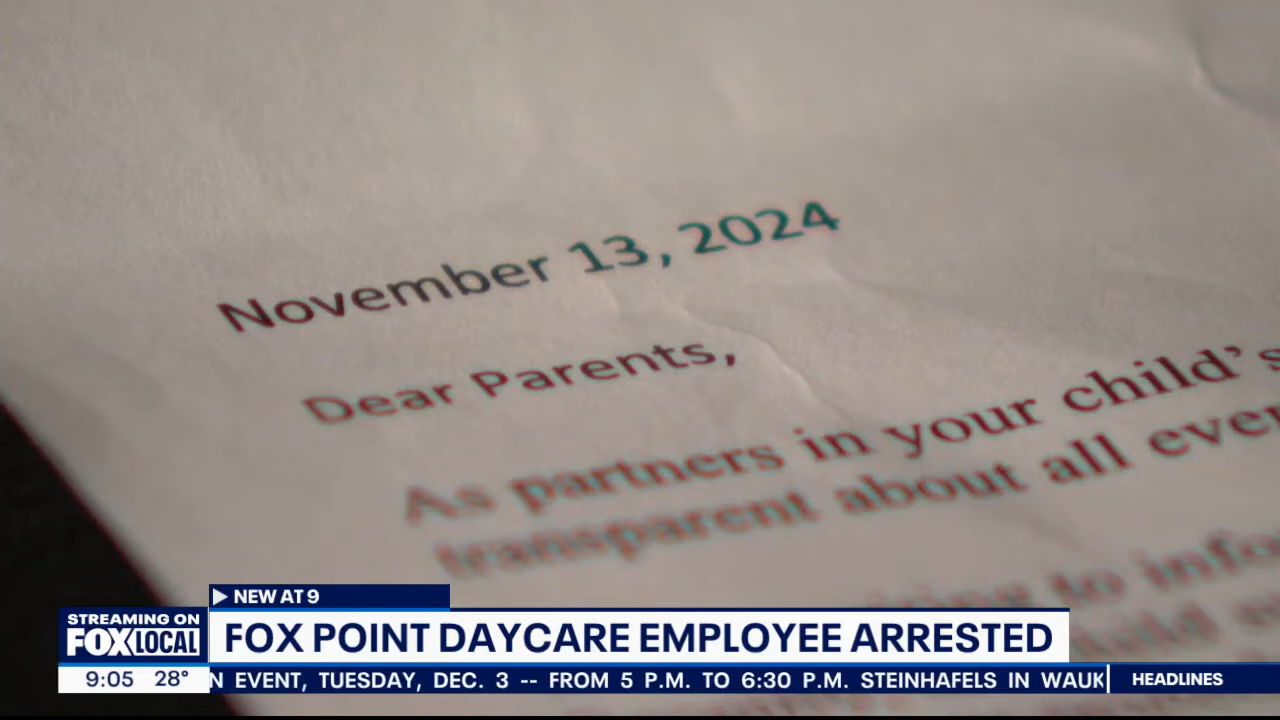 November 13, 2024
Dear Parents,
As partners in your child's
transparent about all
to
NEW AT 9
STREAMING ON
FOX LOCAL
FOX POINT DAYCARE EMPLOYEE ARRESTED
9:05 28°
N EVENT, TUESDAY, DEC. 3 -- FROM 5 P.M. TO 6:30 P.M. STEINHAFELS IN WAUK
HEADLINES